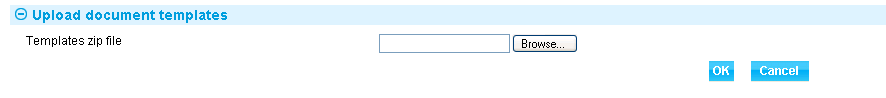 Upload document templates
Templates zip file Browse...
OK Cancel